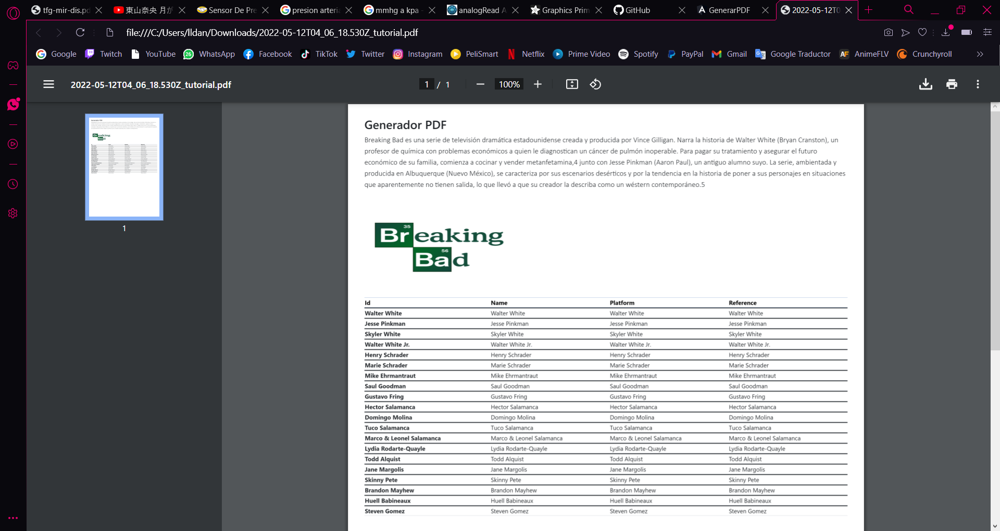 tfg-mir-dis.pd
東山奈央 月が
Sensor De Pre
presion arteria
mmhg a kpa -
analogRead A
Graphics Prim
GitHub
GenerarPDF
2022-05-12T0
file:///C:/Users/lldan/Downloads/2022-05-12T04_06_18.530Z_tutorial.pdf
Google Twitch YouTube 26 WhatsApp Facebook TikTok Twitter Instagram PeliSmart Netflix Prime Video Spotify PayPal Gmail Google Traductor AF AnimeFLV Crunchyroll
2022-05-12T04_06_18.530Z_tutorial.pdf
1 / 1
100%
1
Generador PDF
Breaking Bad es una serie de televisión dramática estadounidense creada y producida por Vince Gilligan. Narra la historia de Walter White (Bryan Cranston), un
profesor de química con problemas económicos a quien le diagnostican un cáncer de pulmón inoperable. Para pagar su tratamiento y asegurar el futuro
económico de su familia, comienza a cocinar y vender metanfetamina,4 junto con Jesse Pinkman (Aaron Paul), un antiguo alumno suyo. La serie, ambientada y
producida en Albuquerque (Nuevo México), se caracteriza por sus escenarios desérticos y por la tendencia en la historia de poner a sus personajes en situaciones
que aparentemente no tienen salida, lo que llevó a que su creador la describa como un wéstern contemporáneo.5
35
Breaking
56
Bad
Id Name Platform Reference
Walter White Walter White Walter White Walter White
Jesse Pinkman Jesse Pinkman Jesse Pinkman Jesse Pinkman
Skyler White Skyler White Skyler White Skyler White
Walter White Jr. Walter White Jr. Walter White Jr. Walter White Jr.
Henry Schrader Henry Schrader Henry Schrader Henry Schrader
Marie Schrader Marie Schrader Marie Schrader Marie Schrader
Mike Ehrmantraut Mike Ehrmantraut Mike Ehrmantraut Mike Ehrmantraut
Saul Goodman Saul Goodman Saul Goodman Saul Goodman
Gustavo Fring Gustavo Fring Gustavo Fring Gustavo Fring
Hector Salamanca Hector Salamanca Hector Salamanca Hector Salamanca
Domingo Molina Domingo Molina Domingo Molina Domingo Molina
Tuco Salamanca Tuco Salamanca Tuco Salamanca Tuco Salamanca
Marco & Leonel Salamanca Marco & Leonel Salamanca Marco & Leonel Salamanca Marco & Leonel Salamanca
Lydia Rodarte-Quayle Lydia Rodarte-Quayle Lydia Rodarte-Quayle Lydia Rodarte-Quayle
Todd Alquist Todd Alquist Todd Alquist Todd Alquist
Jane Margolis Jane Margolis Jane Margolis Jane Margolis
Skinny Pete Skinny Pete Skinny Pete Skinny Pete
Brandon Mayhew Brandon Mayhew Brandon Mayhew Brandon Mayhew
Huell Babineaux Huell Babineaux Huell Babineaux Huell Babineaux
Steven Gomez Steven Gomez Steven Gomez Steven Gomez